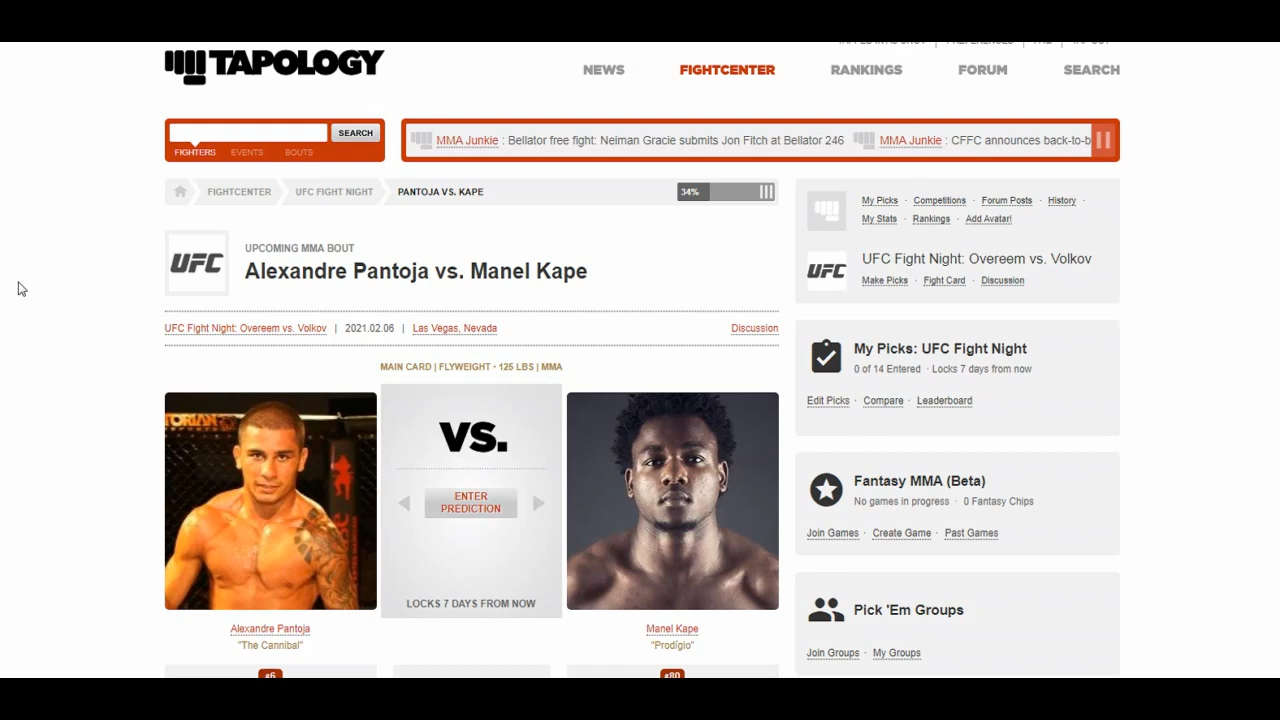 TAPOLOGY
NEWS
FIGHTCENTER
RANKINGS
FORUM
SEARCH
SEARCH
FIGHTERS EVENTS BOUTS
MMA Junkie : Bellator free fight: Neiman Gracie submits Jon Fitch at Bellator 246
MMA Junkie : CFFC announces back-to-b
FIGHTCENTER
UFC FIGHT NIGHT
PANTOJA VS. KAPE
34%
UFC
UPCOMING MMA BOUT
Alexandre Pantoja vs. Manel Kape
UFC Fight Night: Overeem vs. Volkov | 2021.02.06 | Las Vegas, Nevada
Discussion
MAIN CARD | FLYWEIGHT · 125 LBS | MMA
VS.
ENTER
PREDICTION
LOCKS 7 DAYS FROM NOW
Alexandre Pantoja
"The Cannibal"
#6
Manel Kape
"Prodígio"
#80
My Picks · Competitions · Forum Posts · History ·
My Stats · Rankings · Add Avatar!
UFC
UFC Fight Night: Overeem vs. Volkov
Make Picks · Fight Card · Discussion
My Picks: UFC Fight Night
0 of 14 Entered · Locks 7 days from now
Edit Picks · Compare · Leaderboard
Fantasy MMA (Beta)
No games in progress · 0 Fantasy Chips
Join Games · Create Game · Past Games
Pick 'Em Groups
Join Groups · My Groups